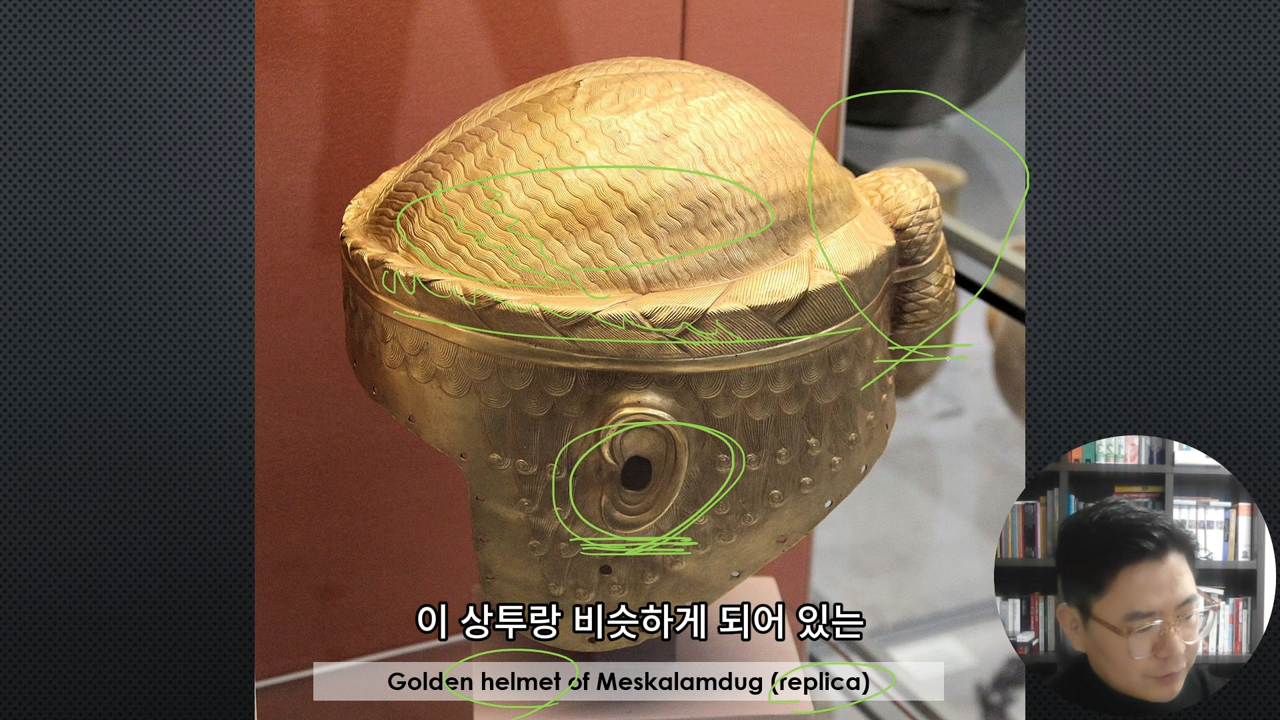 이 상투랑 비슷하게 되어 있는
Golden helmet of Meskalamdug (replica)